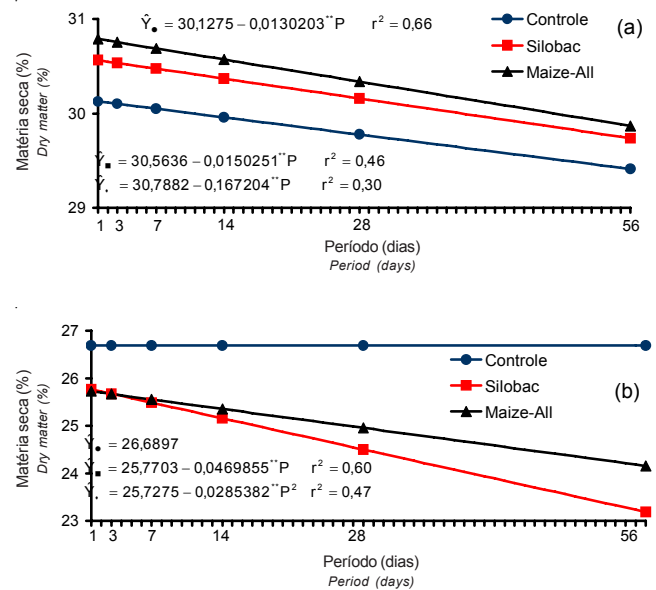 31
30
29
Matéria seca (%)
Dry matter (%)
Ŷ● = 30,1275 – 0,0130203**P r² = 0,66
Controle
Silobac
Maize-All
(a)
Ŷ■ = 30,5636 – 0,0150251**P r² = 0,46
Ŷ. = 30,7882 – 0,167204**P r² = 0,30
1 3 7 14 28 56
Período (dias)
Period (days)
27
26
25
24
23
Matéria seca (%)
Dry matter (%)
Controle
Silobac
Maize-All
(b)
Ŷ● = 26,6897
Ŷ■ = 25,7703 – 0,0469855**P r² = 0,60
Ŷ. = 25,7275 – 0,0285382**P² r² = 0,47
1 3 7 14 28 56
Período (dias)
Period (days)